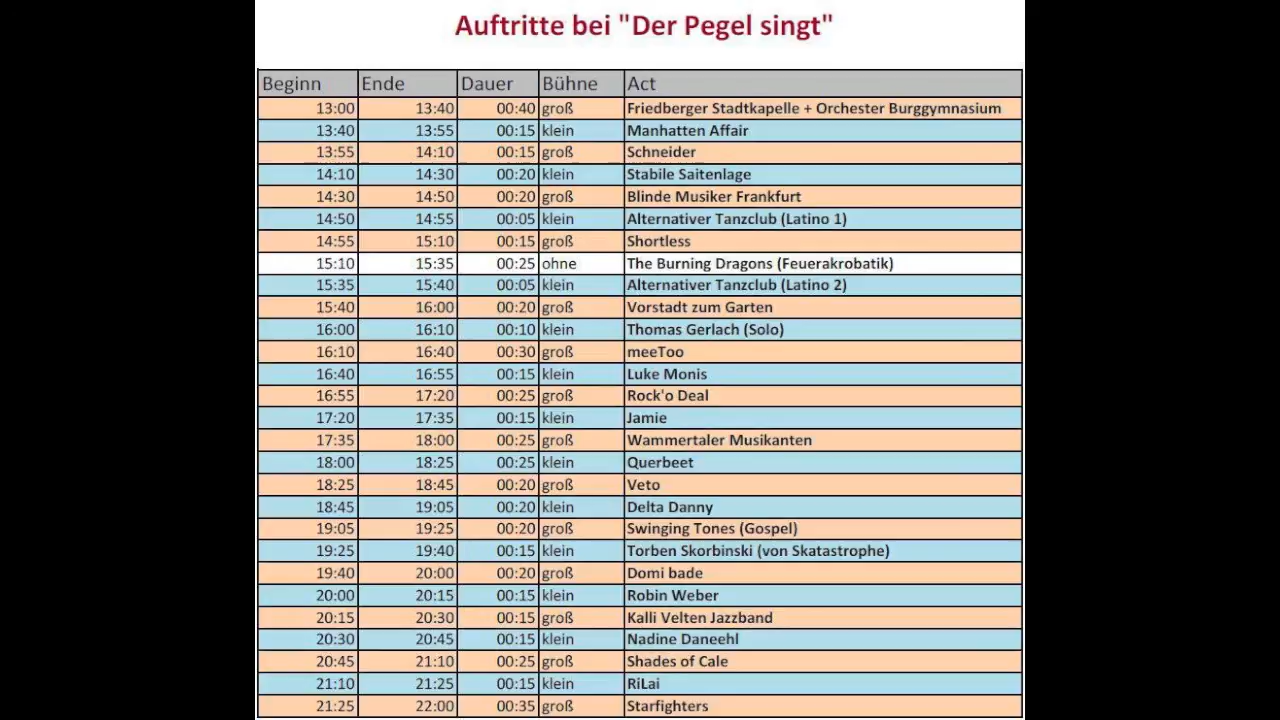 Auftritte bei "Der Pegel singt"
Beginn Ende Dauer Bühne Act
13:00 13:40 00:40 groß Friedberger Stadtkapelle + Orchester Burggymnasium
13:40 13:55 00:15 klein Manhatten Affair
13:55 14:10 00:15 groß Schneider
14:10 14:30 00:20 klein Stabile Saitenlage
14:30 14:50 00:20 groß Blinde Musiker Frankfurt
14:50 14:55 00:05 klein Alternativer Tanzclub (Latino 1)
14:55 15:10 00:15 groß Shortless
15:10 15:35 00:25 ohne The Burning Dragons (Feuerakrobatik)
15:35 15:40 00:05 klein Alternativer Tanzclub (Latino 2)
15:40 16:00 00:20 groß Vorstadt zum Garten
16:00 16:10 00:10 klein Thomas Gerlach (Solo)
16:10 16:40 00:30 groß meeToo
16:40 16:55 00:15 klein Luke Monis
16:55 17:20 00:25 groß Rock'o Deal
17:20 17:35 00:15 klein Jamie
17:35 18:00 00:25 groß Wammertaler Musikanten
18:00 18:25 00:25 klein Querbeet
18:25 18:45 00:20 groß Veto
18:45 19:05 00:20 klein Delta Danny
19:05 19:25 00:20 groß Swinging Tones (Gospel)
19:25 19:40 00:15 klein Torben Skorbinski (von Skatastrophe)
19:40 20:00 00:20 groß Domi bade
20:00 20:15 00:15 klein Robin Weber
20:15 20:30 00:15 groß Kalli Velten Jazzband
20:30 20:45 00:15 klein Nadine Daneehl
20:45 21:10 00:25 groß Shades of Cale
21:10 21:25 00:15 klein RiLai
21:25 22:00 00:35 groß Starfighters